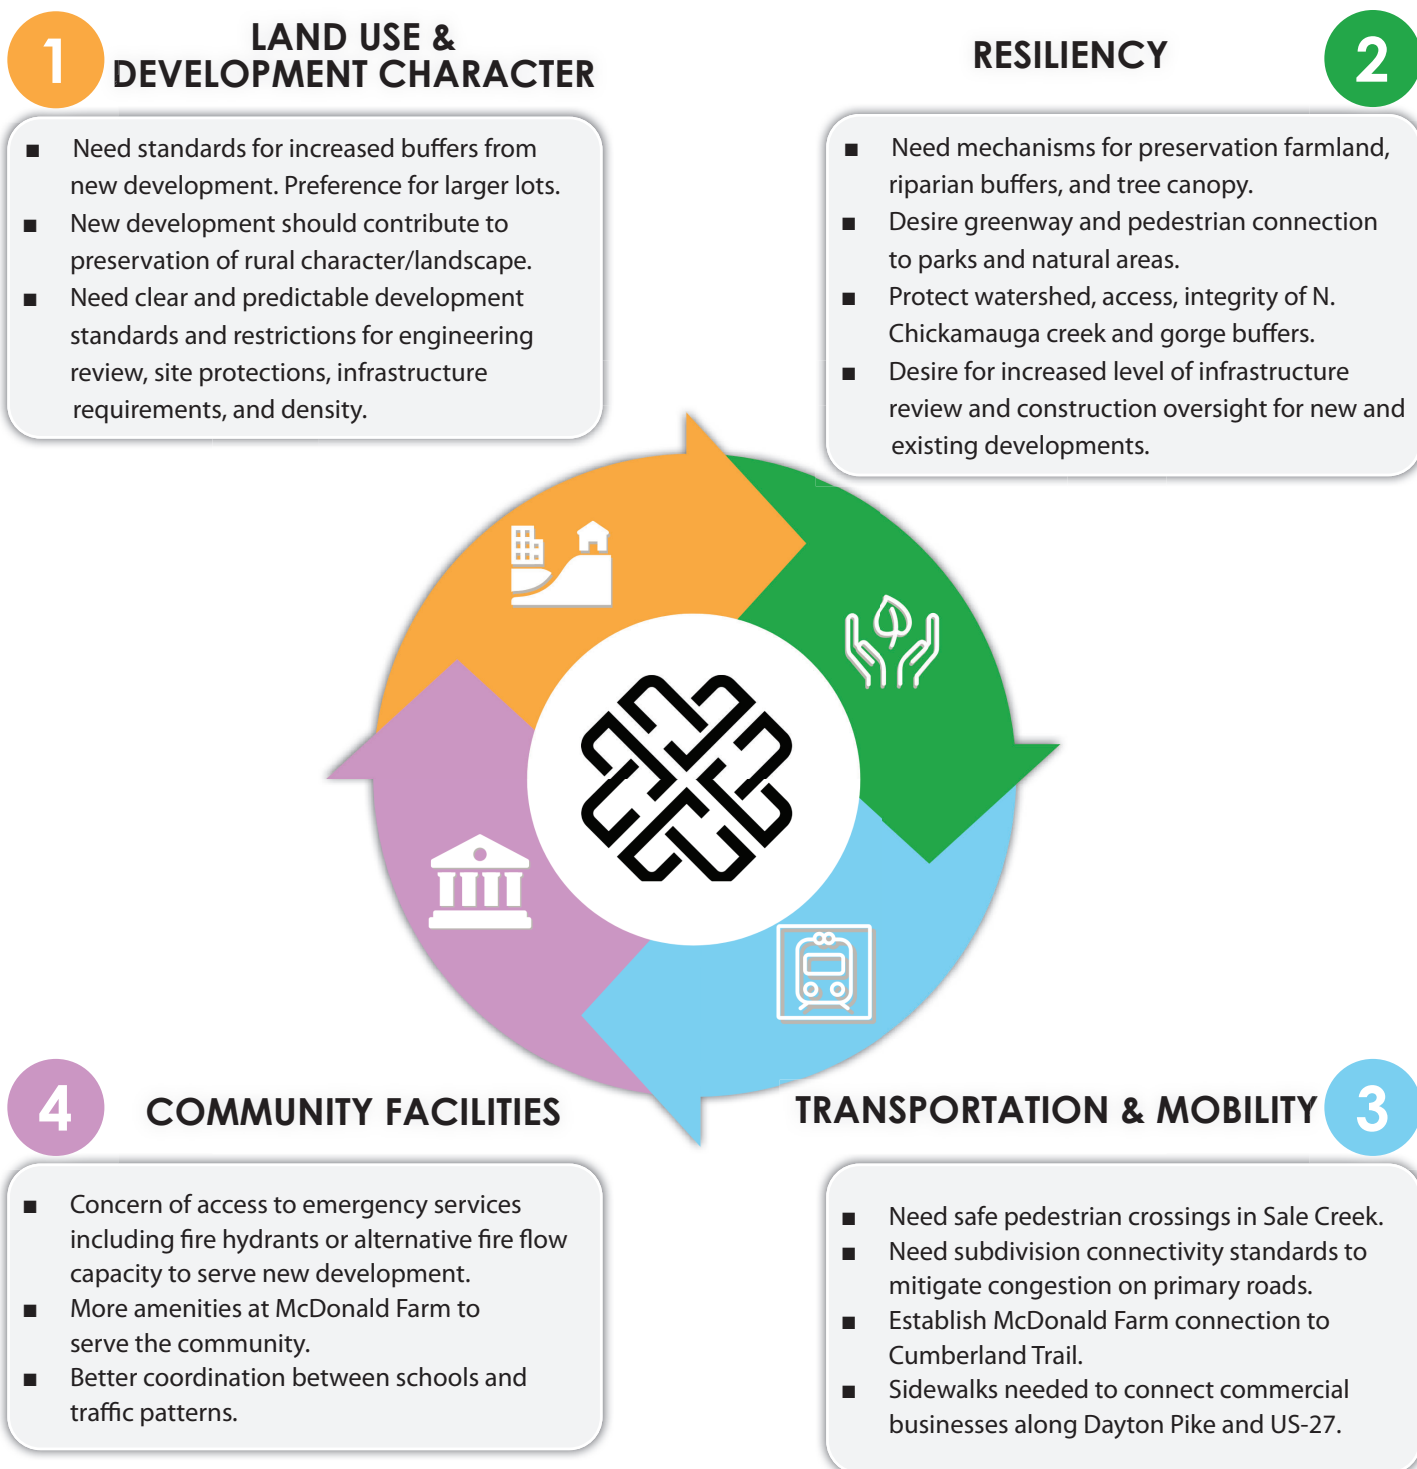 1
LAND USE &
DEVELOPMENT CHARACTER
■ Need standards for increased buffers from
new development. Preference for larger lots.
■ New development should contribute to
preservation of rural character/landscape.
■ Need clear and predictable development
standards and restrictions for engineering
review, site protections, infrastructure
requirements, and density.
RESILIENCY
2
■ Need mechanisms for preservation farmland,
riparian buffers, and tree canopy.
■ Desire greenway and pedestrian connection
to parks and natural areas.
■ Protect watershed, access, integrity of N.
Chickamauga creek and gorge buffers.
■ Desire for increased level of infrastructure
review and construction oversight for new and
existing developments.
4
COMMUNITY FACILITIES
■ Concern of access to emergency services
including fire hydrants or alternative fire flow
capacity to serve new development.
■ More amenities at McDonald Farm to
serve the community.
■ Better coordination between schools and
traffic patterns.
TRANSPORTATION & MOBILITY
3
■ Need safe pedestrian crossings in Sale Creek.
■ Need subdivision connectivity standards to
mitigate congestion on primary roads.
■ Establish McDonald Farm connection to
Cumberland Trail.
■ Sidewalks needed to connect commercial
businesses along Dayton Pike and US-27.